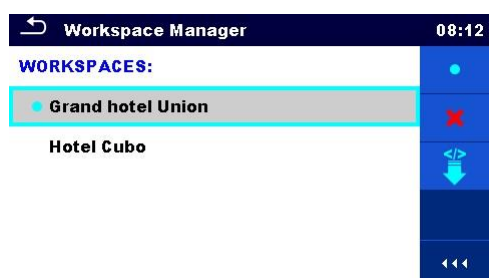 Workspace Manager 08:12
WORKSPACES:
Grand hotel Union
Hotel Cubo
</>